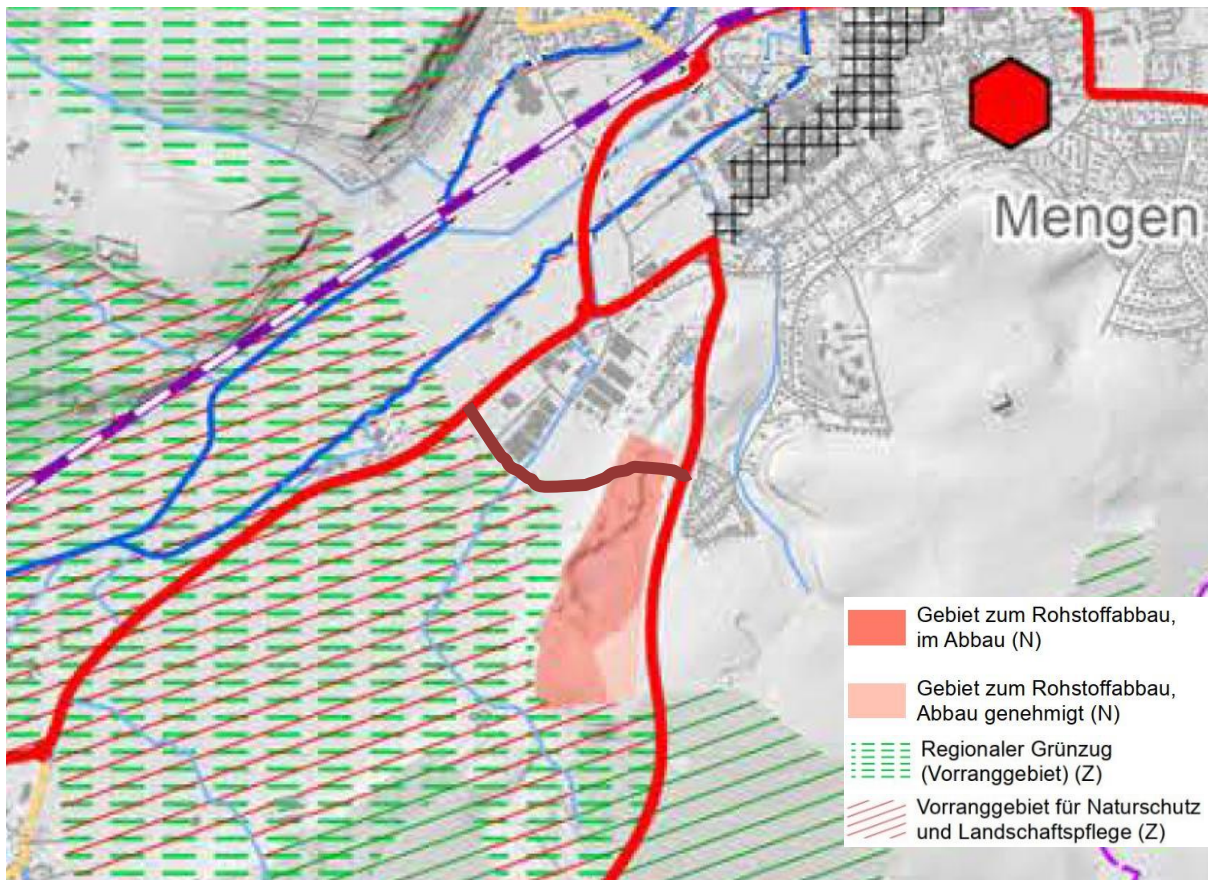 Mengen
Gebiet zum Rohstoffabbau,
im Abbau (N)
Gebiet zum Rohstoffabbau,
Abbau genehmigt (N)
Regionaler Grünzug
(Vorranggebiet) (Z)
Vorranggebiet für Naturschutz
und Landschaftspflege (Z)